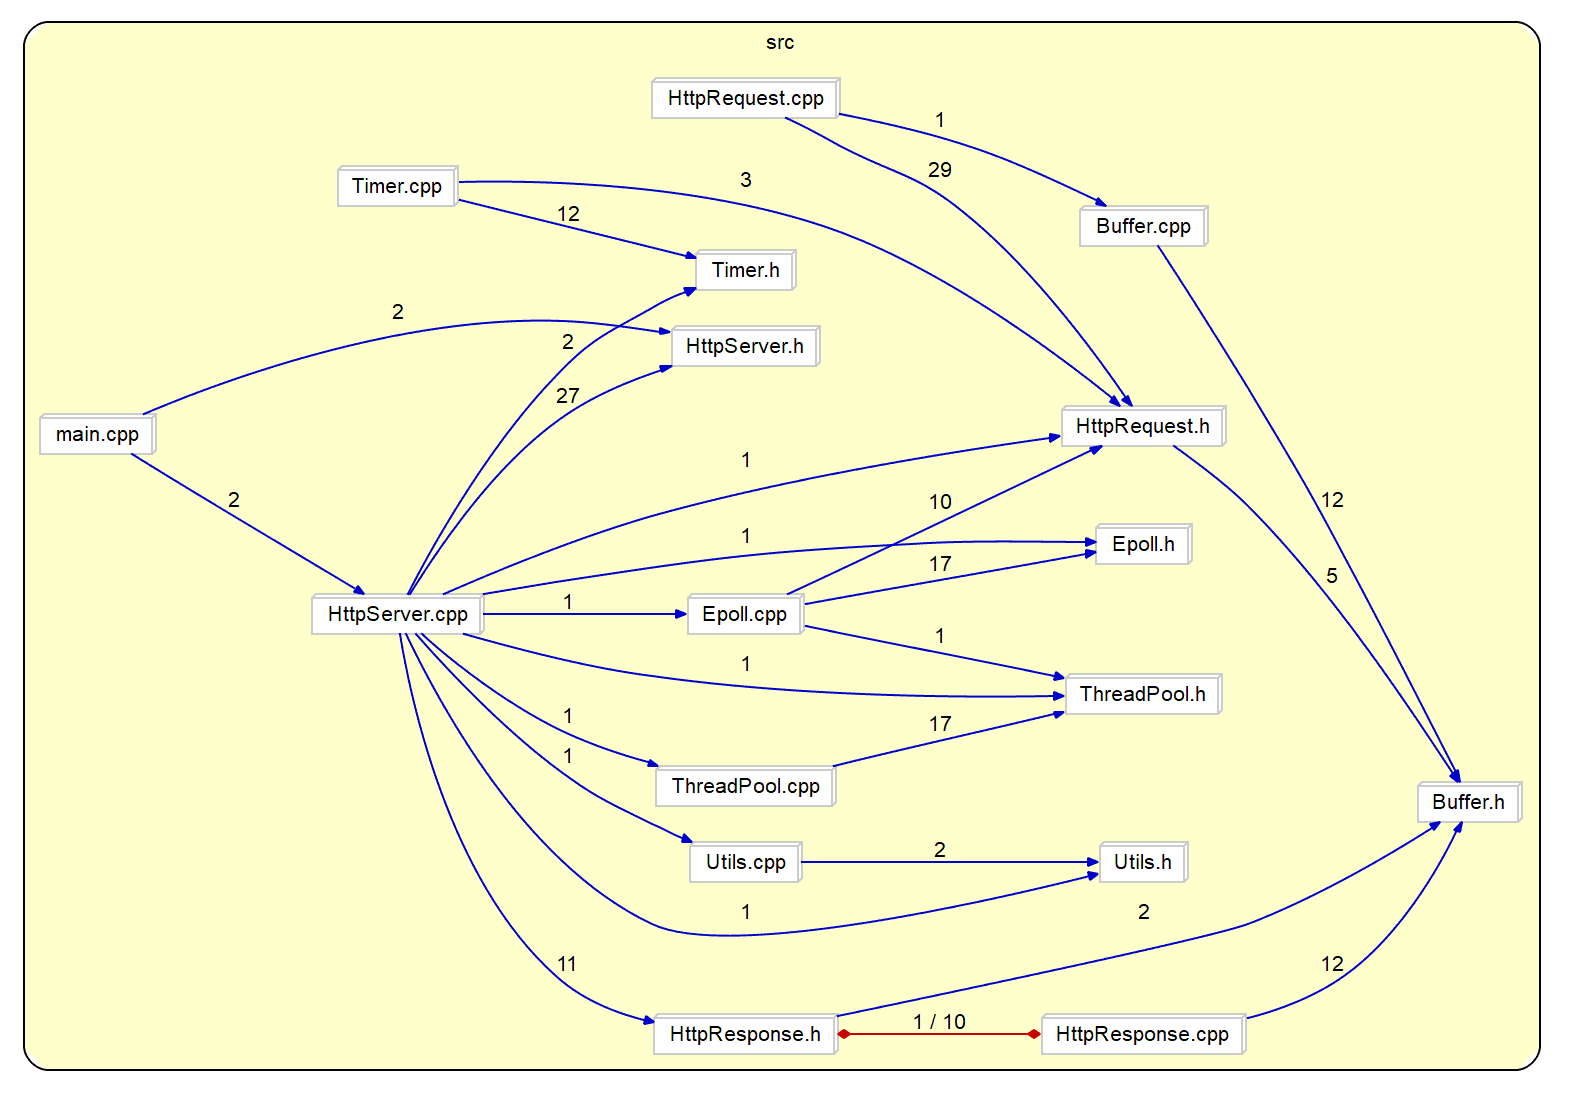 src
HttpRequest.cpp
1
29
Timer.cpp
3
12
Buffer.cpp
Timer.h
2
2
HttpServer.h
27
main.cpp
HttpRequest.h
1
2
10
12
1
Epoll.h
17
5
1
HttpServer.cpp
Epoll.cpp
1
1
ThreadPool.h
1
17
1
ThreadPool.cpp
Buffer.h
2
Utils.cpp
Utils.h
1
2
11
12
1 / 10
HttpResponse.h
HttpResponse.cpp